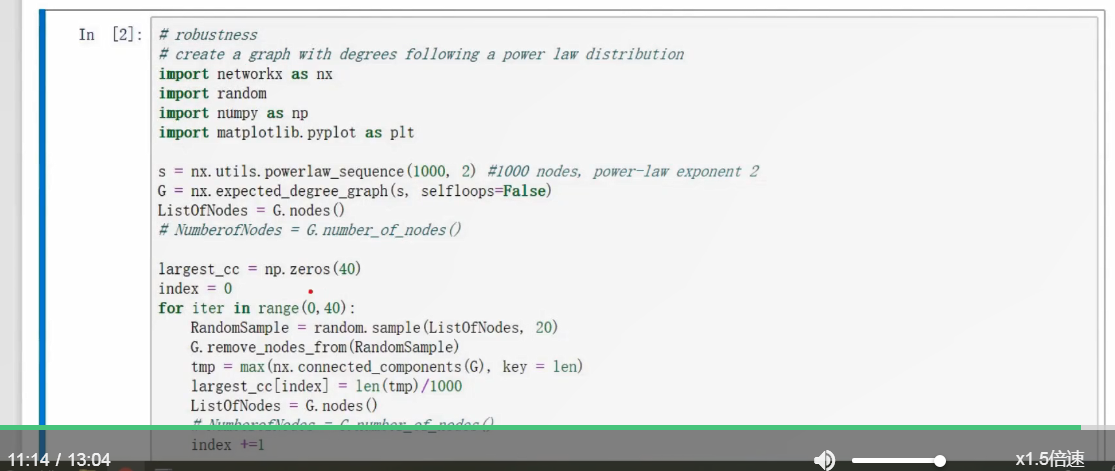 In [2]:
# robustness
# create a graph with degrees following a power law distribution
import networkx as nx
import random
import numpy as np
import matplotlib.pyplot as plt
s = nx.utils.powerlaw_sequence(1000, 2) #1000 nodes, power-law exponent 2
G = nx.expected_degree_graph(s, selfloops=False)
ListOfNodes = G.nodes()
# NumberofNodes = G.number_of_nodes()
largest_cc = np.zeros(40)
index = 0
for iter in range(0,40):
    RandomSample = random.sample(ListOfNodes, 20)
    G.remove_nodes_from(RandomSample)
    tmp = max(nx.connected_components(G), key = len)
    largest_cc[index] = len(tmp)/1000
    ListOfNodes = G.nodes()
    # NumberofNodes = G.number_of_nodes()
    index +=1
11:14 / 13:04
x1.5倍速